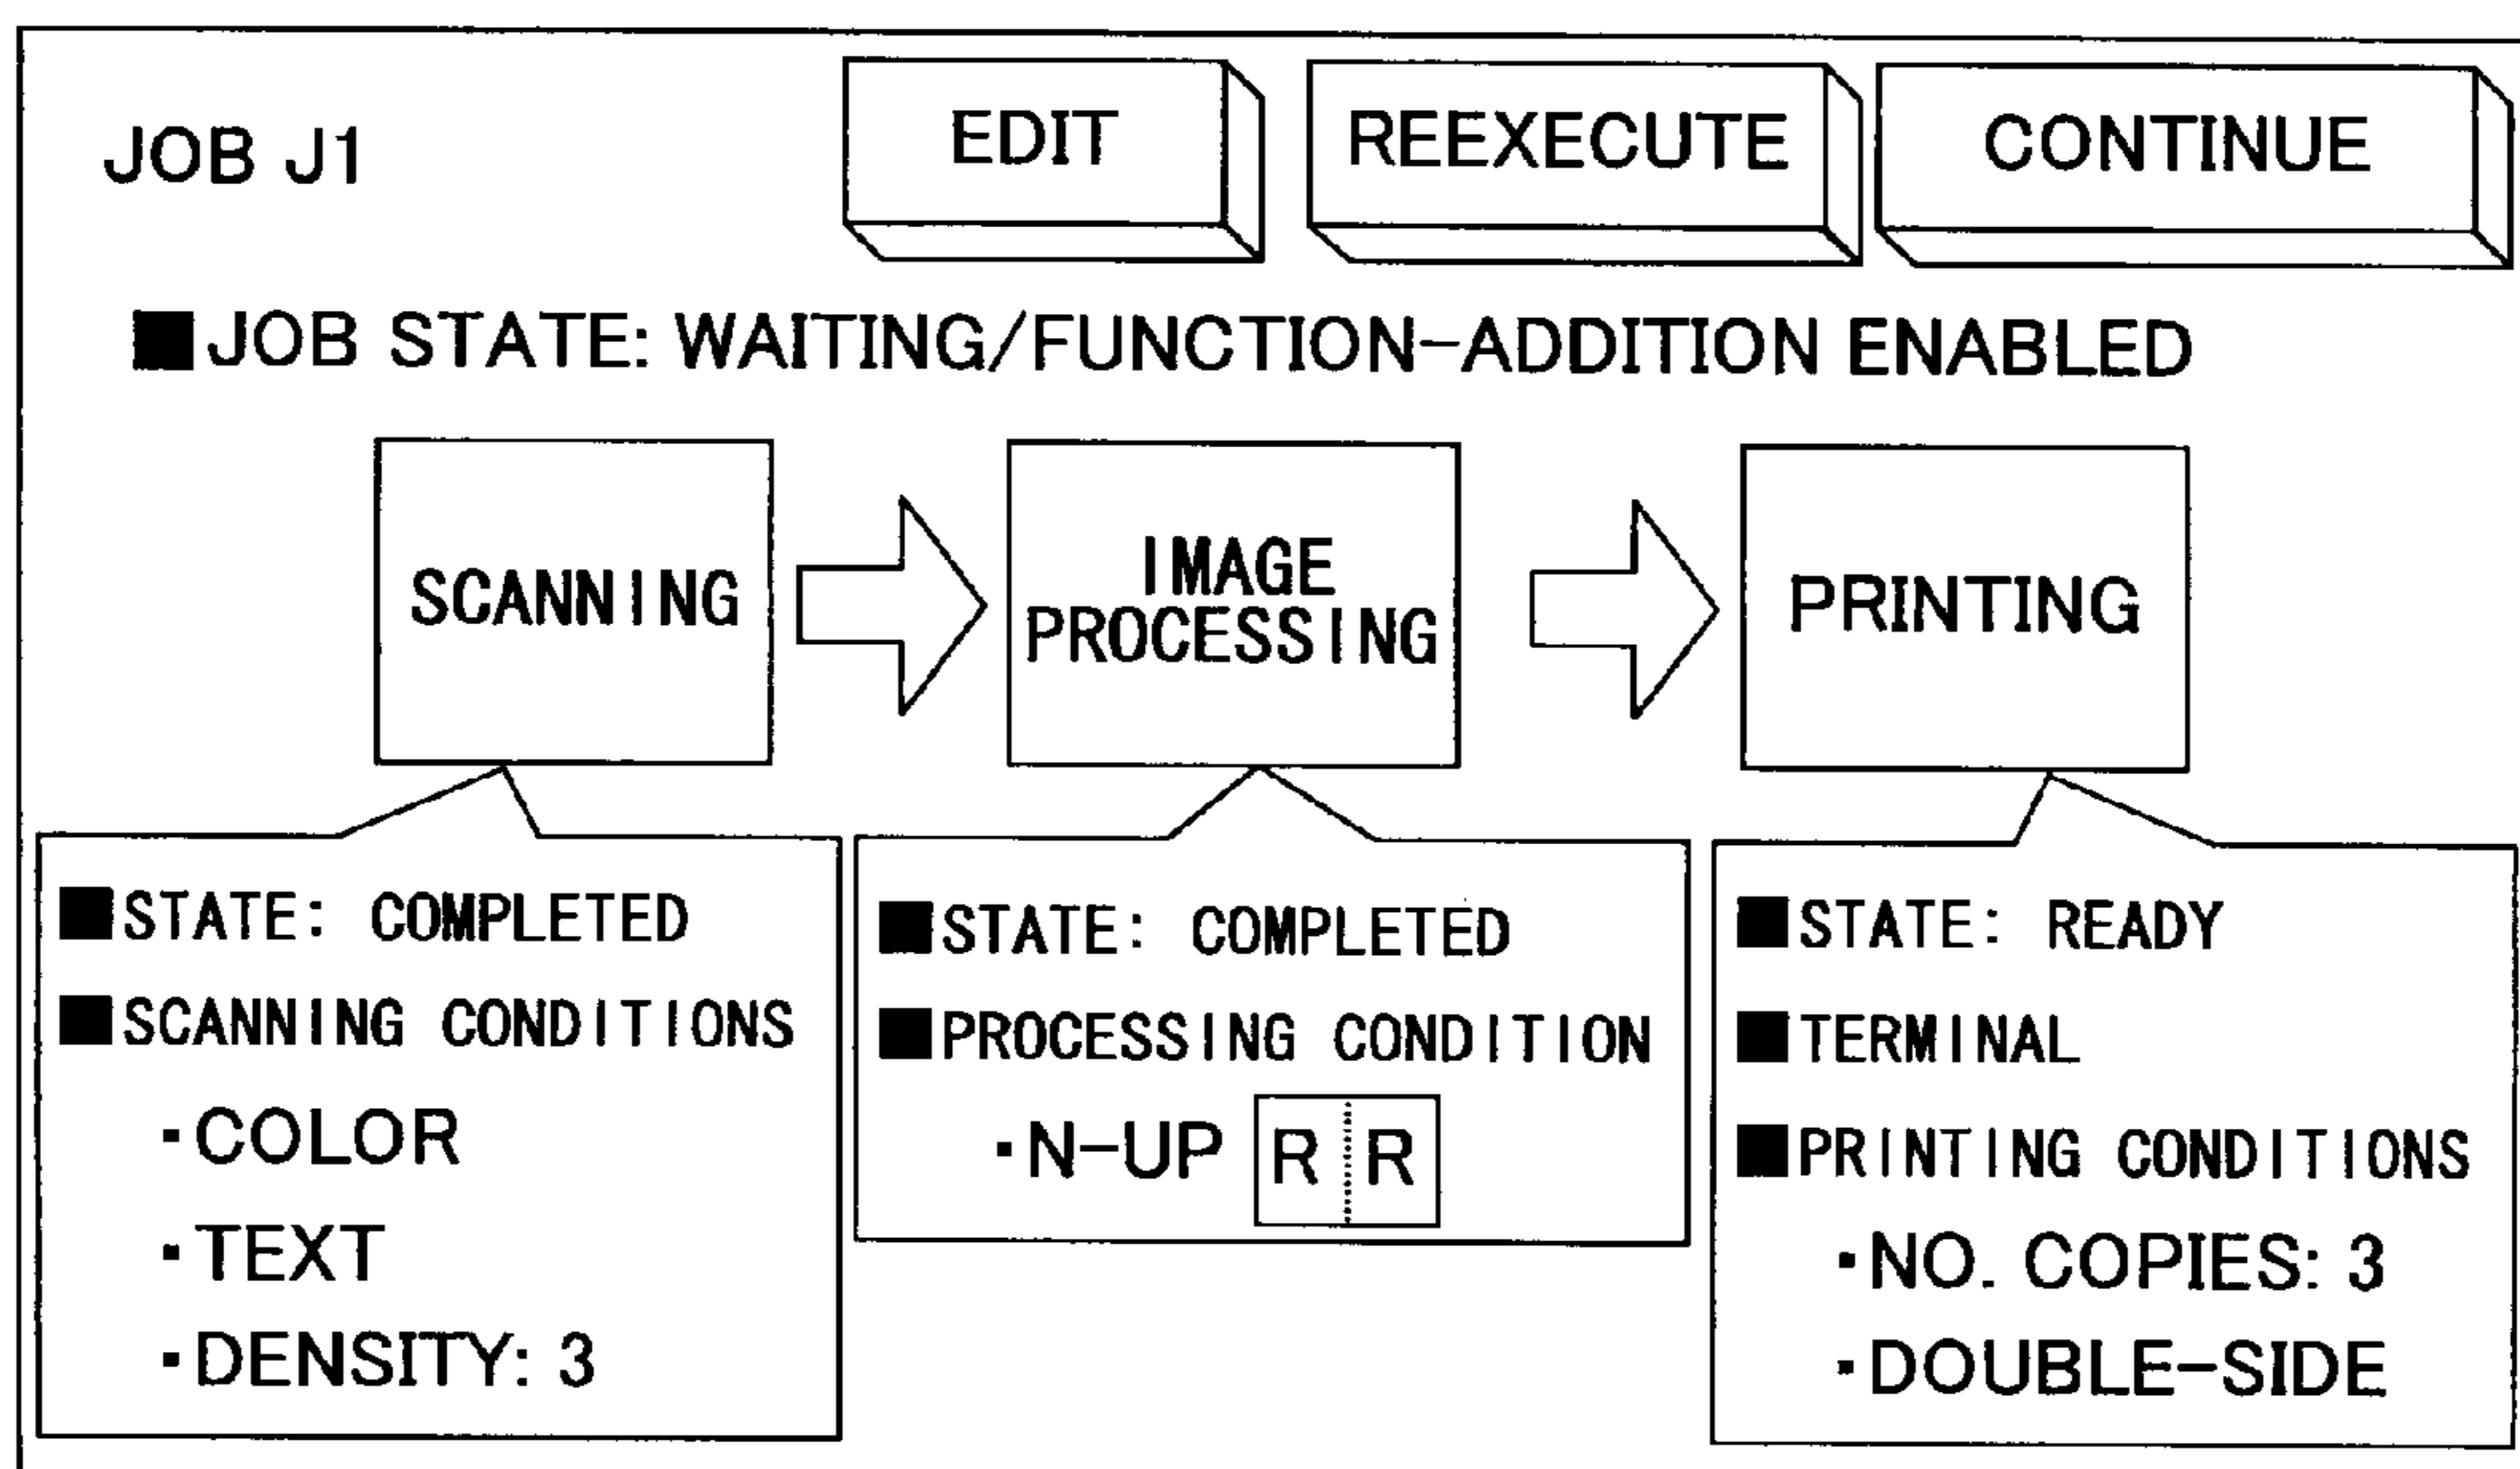 JOB J1
EDIT
REEXECUTE
CONTINUE
■JOB STATE: WAITING/FUNCTION-ADDITION ENABLED
SCANNING
IMAGE
PROCESSING
PRINTING
■STATE: COMPLETED
■SCANNING CONDITIONS
・COLOR
・TEXT
・DENSITY: 3
■STATE: COMPLETED
■PROCESSING CONDITION
・N-UP R R
■STATE: READY
■TERMINAL
■PRINTING CONDITIONS
・NO. COPIES: 3
・DOUBLE-SIDE